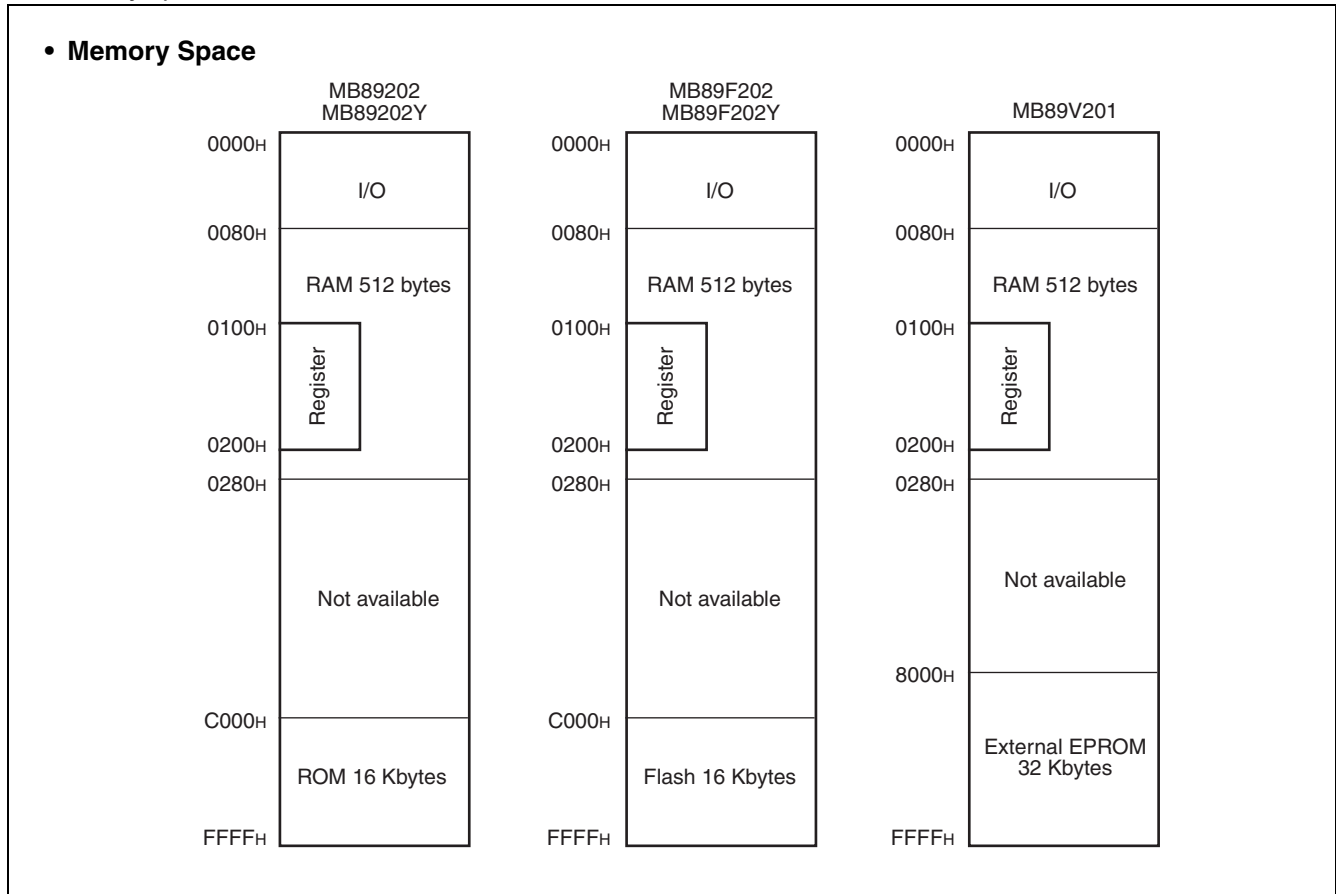 • Memory Space
MB89202
MB89202Y
0000H
I/O
0080H
RAM 512 bytes
0100H
Register
0200H
0280H
Not available
C000H
ROM 16 Kbytes
FFFFH
MB89F202
MB89F202Y
0000H
I/O
0080H
RAM 512 bytes
0100H
Register
0200H
0280H
Not available
C000H
Flash 16 Kbytes
FFFFH
MB89V201
0000H
I/O
0080H
RAM 512 bytes
0100H
Register
0200H
0280H
Not available
8000H
External EPROM
32 Kbytes
FFFFH